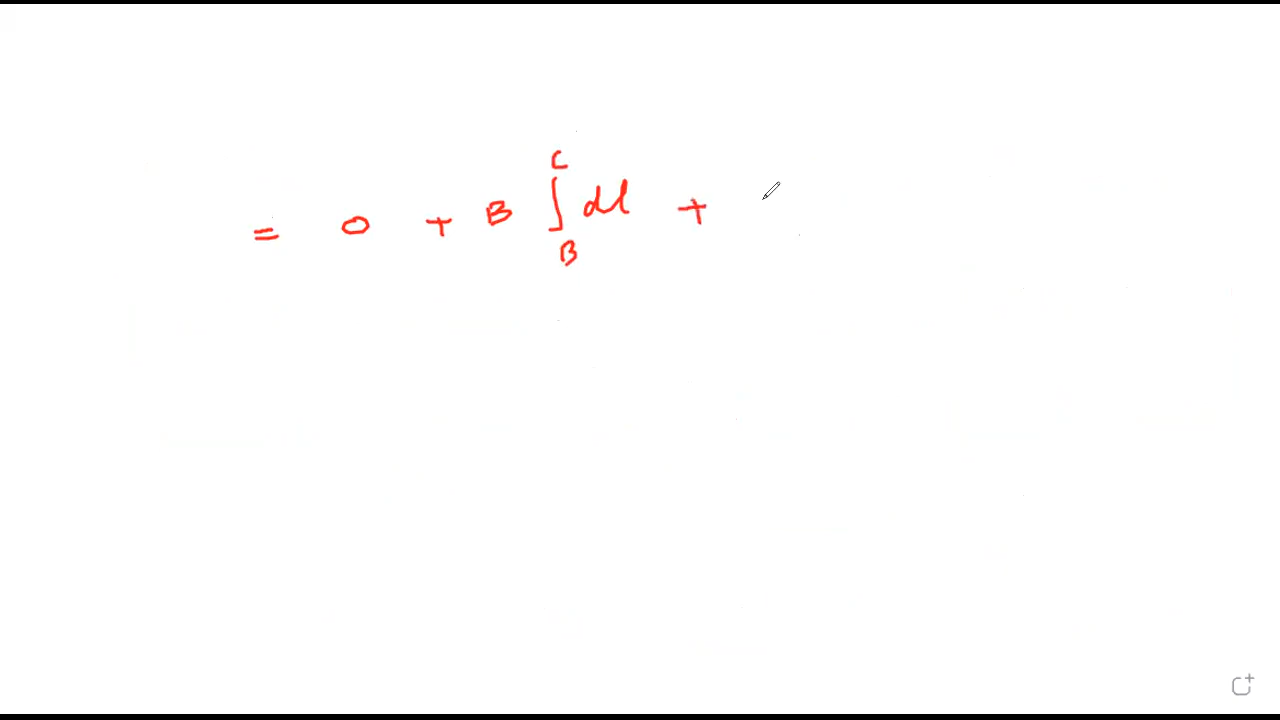 = 0 + B ∫_B^C dl +